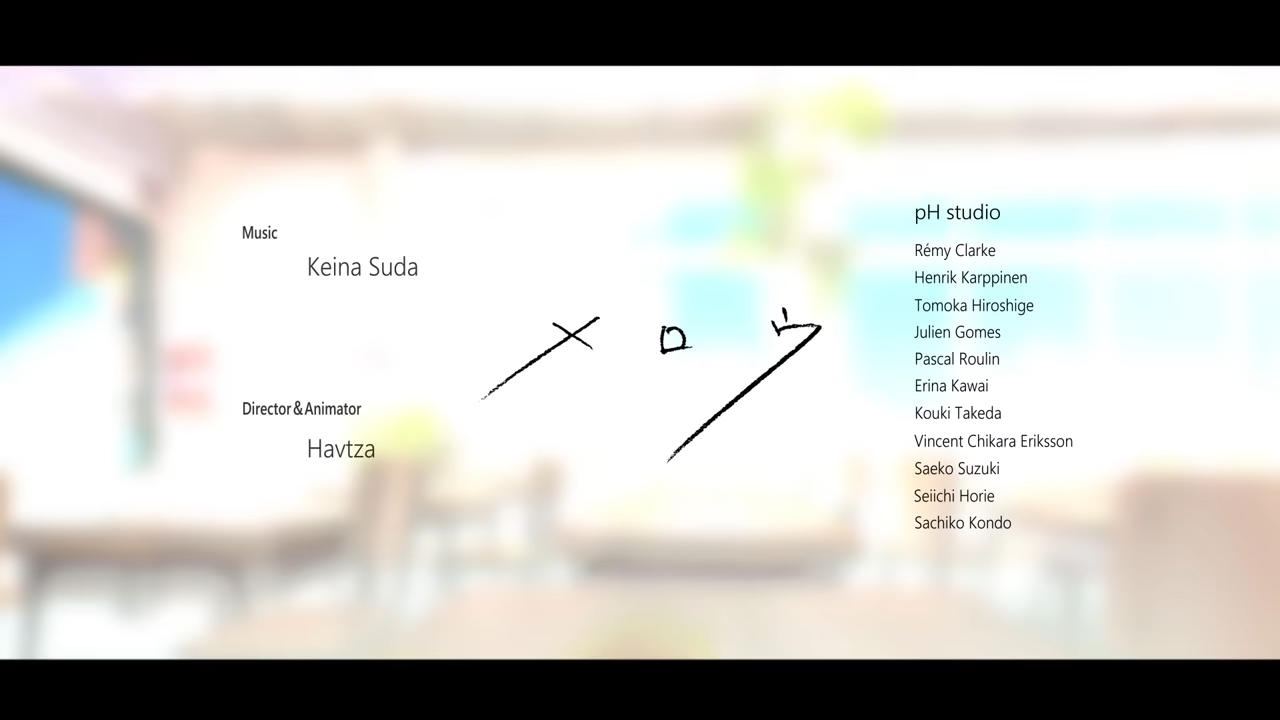 Music
Keina Suda
Director&Animator
Havtza
メロウ
pH studio
Rémy Clarke
Henrik Karppinen
Tomoka Hiroshige
Julien Gomes
Pascal Roulin
Erina Kawai
Kouki Takeda
Vincent Chikara Eriksson
Saeko Suzuki
Seiichi Horie
Sachiko Kondo